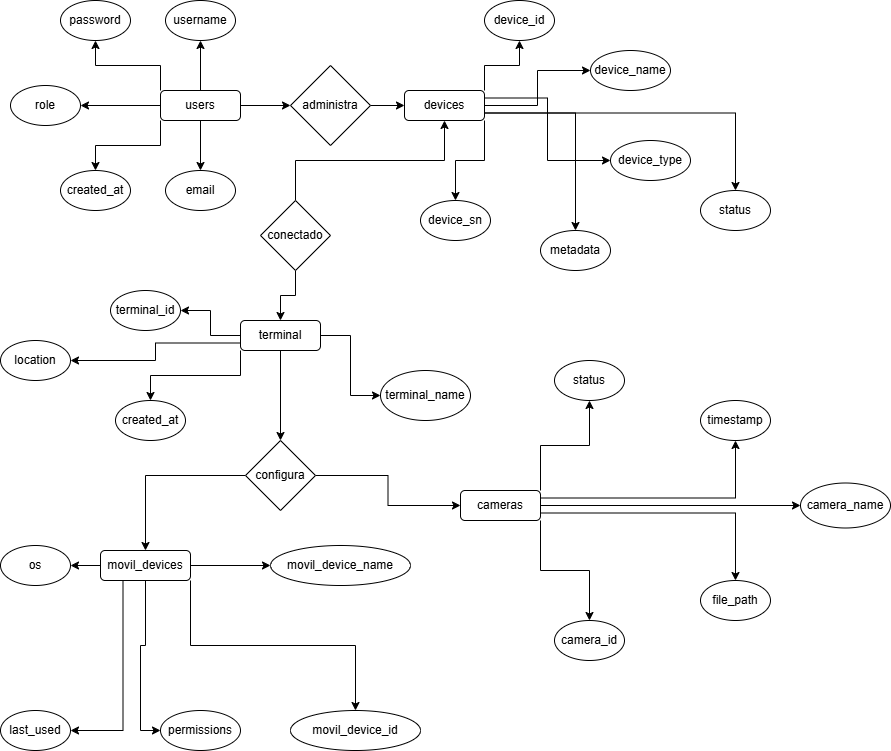 password
username
device_id
device_name
role
users
administra
devices
device_type
created_at
email
device_sn
status
conectado
metadata
terminal_id
terminal
location
status
terminal_name
created_at
timestamp
configura
cameras
camera_name
os
movil_devices
movil_device_name
file_path
camera_id
last_used
permissions
movil_device_id